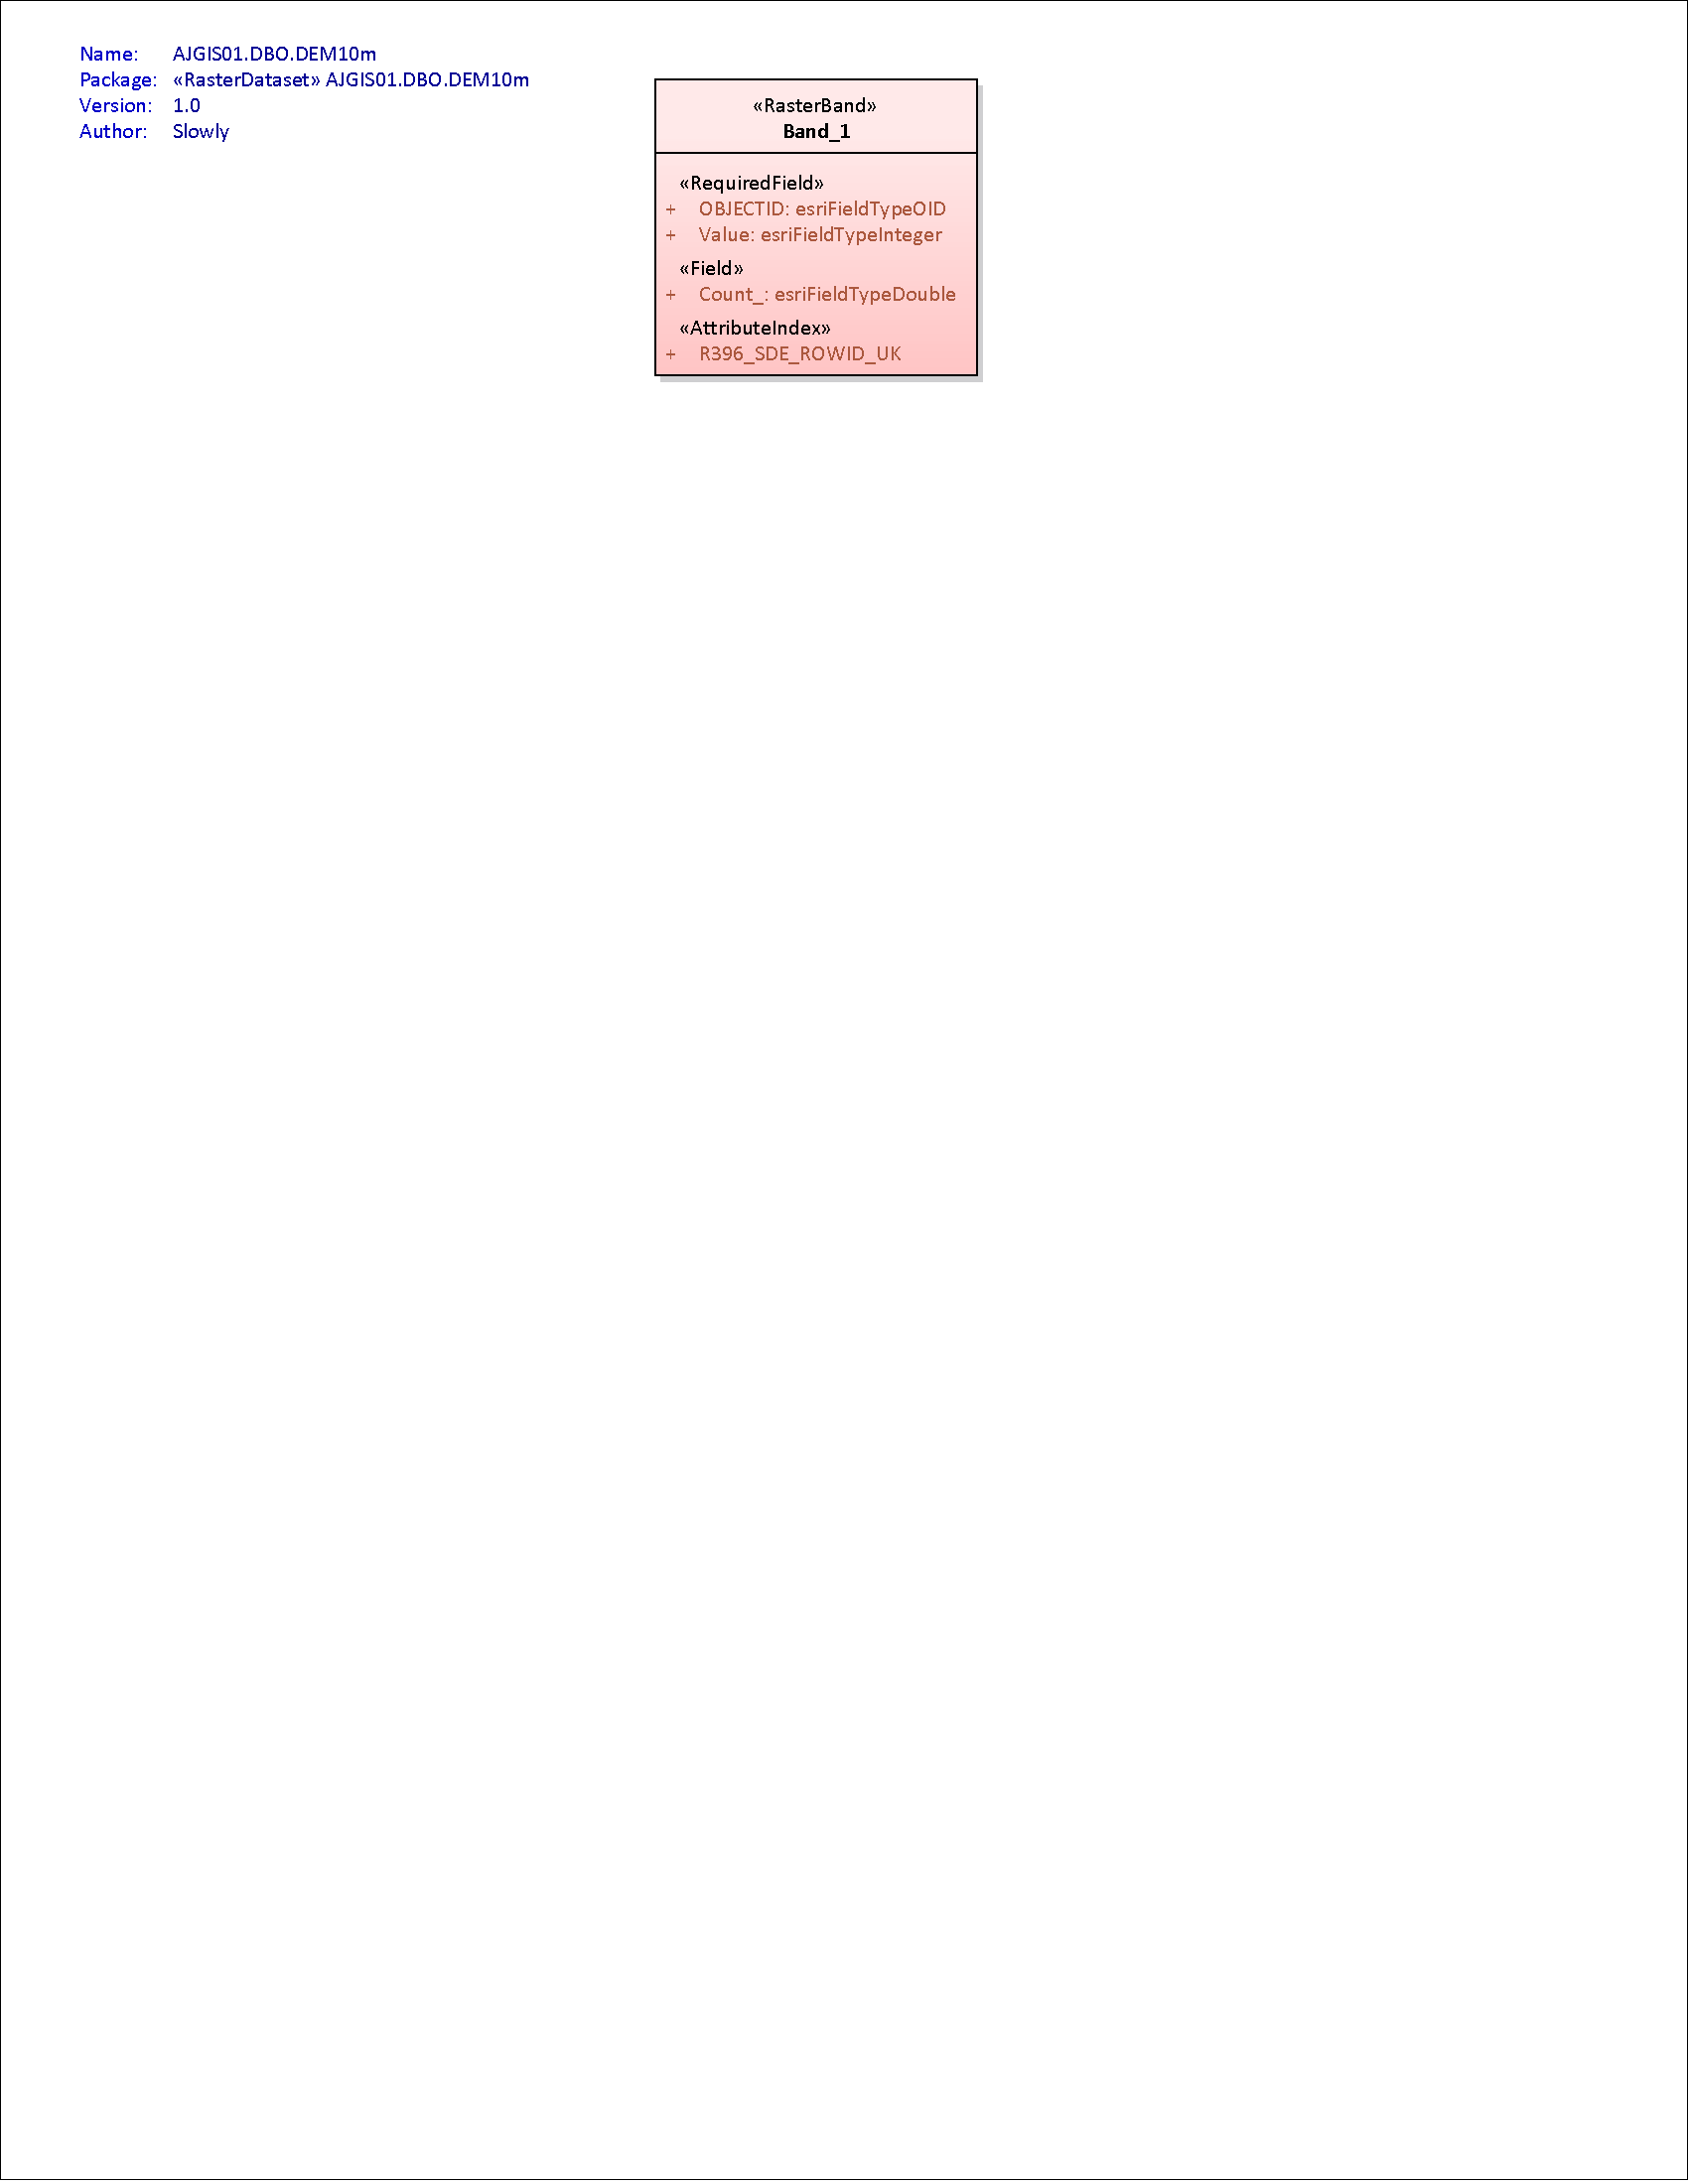 Name: AJGIS01.DBO.DEM10m
Package: «RasterDataset» AJGIS01.DBO.DEM10m
Version: 1.0
Author: Slowly
«RasterBand»
Band_1
«RequiredField»
+ OBJECTID: esriFieldTypeOID
+ Value: esriFieldTypeInteger
«Field»
+ Count_: esriFieldTypeDouble
«AttributeIndex»
+ R396_SDE_ROWID_UK